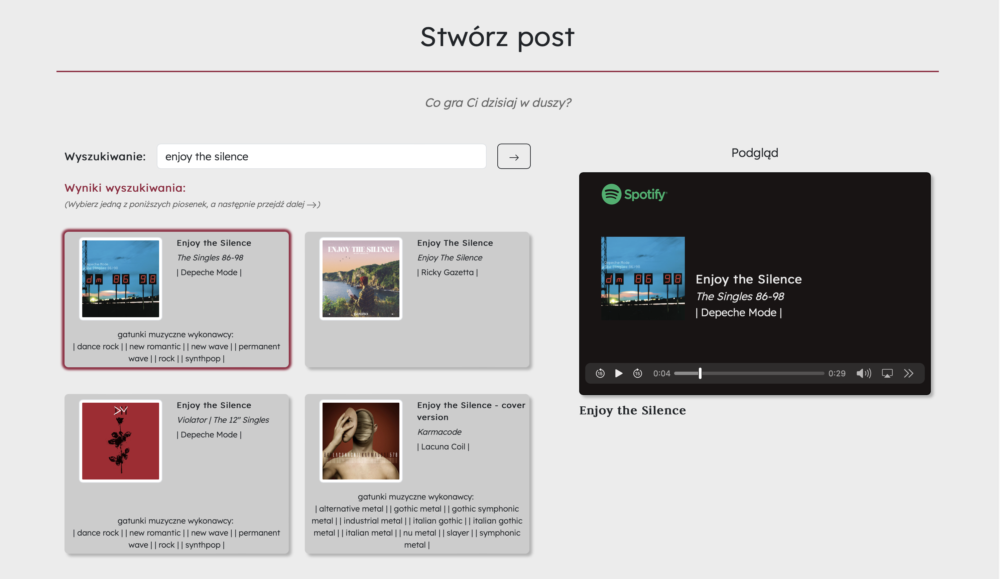 Stwórz post
Co gra Ci dzisiaj w duszy?
Wyszukiwanie:
enjoy the silence
→
Wyniki wyszukiwania:
(Wybierz jedną z poniższych piosenek, a następnie przejdź dalej →)
Depeche Mode
The Singles 86>98
dm 86 98
Enjoy the Silence
The Singles 86-98
| Depeche Mode |
gatunki muzyczne wykonawcy:
| dance rock | | new romantic | | new wave | | permanent
wave | | rock | | synthpop |
ENJOY THE SILENCE
RICKY GAZETTA
paraíso
Enjoy The Silence
Enjoy The Silence
| Ricky Gazetta |
DM
Enjoy the Silence
Violator | The 12" Singles
| Depeche Mode |
gatunki muzyczne wykonawcy:
| dance rock | | new romantic | | new wave | | permanent
wave | | rock | | synthpop |
LACUNACOILKARMACODE578
Enjoy the Silence - cover
version
Karmacode
| Lacuna Coil |
gatunki muzyczne wykonawcy:
| alternative metal | | gothic metal | | gothic symphonic
metal | | industrial metal | | italian gothic | | italian gothic
metal | | italian metal | | nu metal | | slayer | | symphonic
metal |
Podgląd
Spotify®
Depeche Mode
The Singles 86>98
dm 86 98
Enjoy the Silence
The Singles 86-98
| Depeche Mode |
15 15 0:04 0:29
Enjoy the Silence